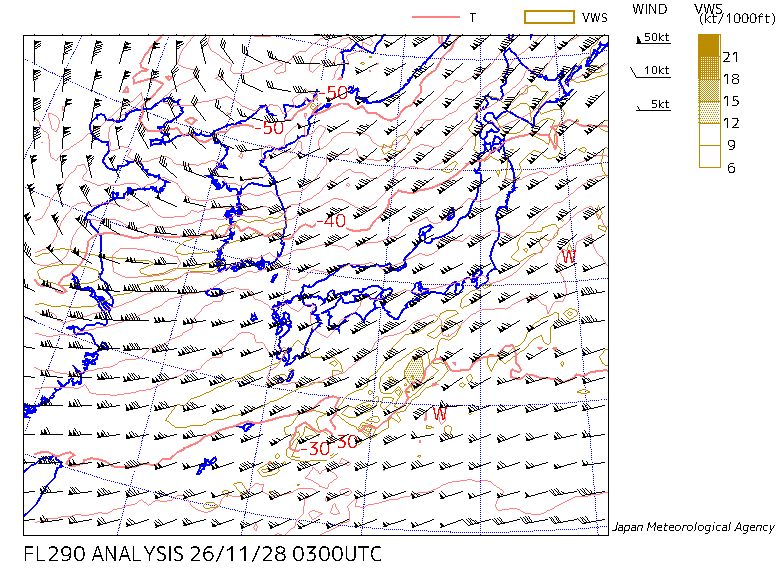 T
VWS
WIND
VWS
(kt/1000ft)
50kt
10kt
5kt
21
18
15
12
9
6
-50
-50
-40
W
W
-30
-30
Japan Meteorological Agency
FL290 ANALYSIS 26/11/28 0300UTC